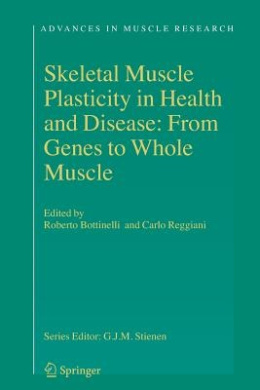 ADVANCES IN MUSCLE RESEARCH
Skeletal Muscle
Plasticity in Health
and Disease: From
Genes to Whole
Muscle
Edited by
Roberto Bottinelli and Carlo Reggiani
Series Editor: G.J.M. Stienen
Springer